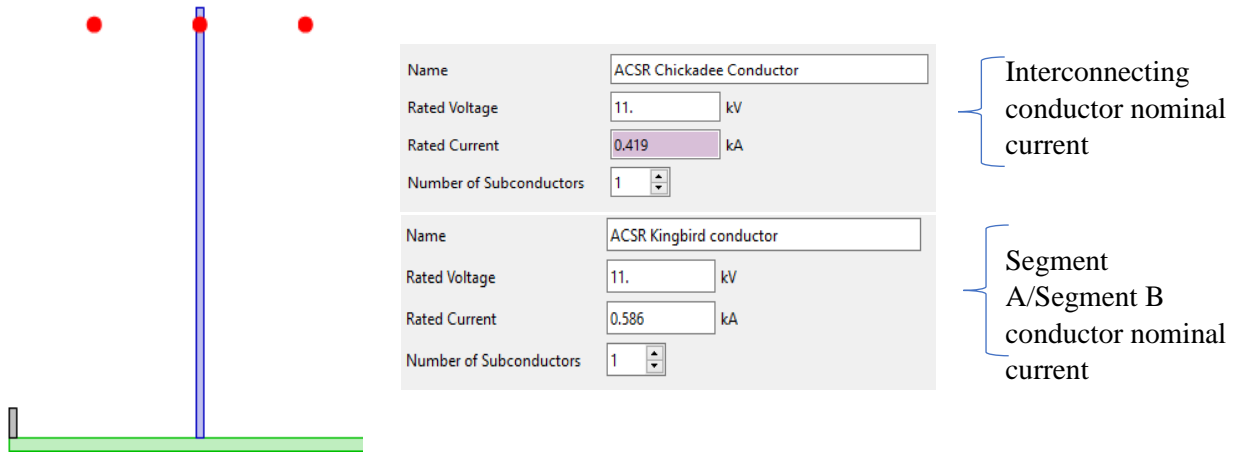 Name ACSR Chickadee Conductor
Rated Voltage 11. kV
Rated Current 0.419 kA
Number of Subconductors 1
Interconnecting
conductor nominal
current
Name ACSR Kingbird conductor
Rated Voltage 11. kV
Rated Current 0.586 kA
Number of Subconductors 1
Segment
A/Segment B
conductor nominal
current